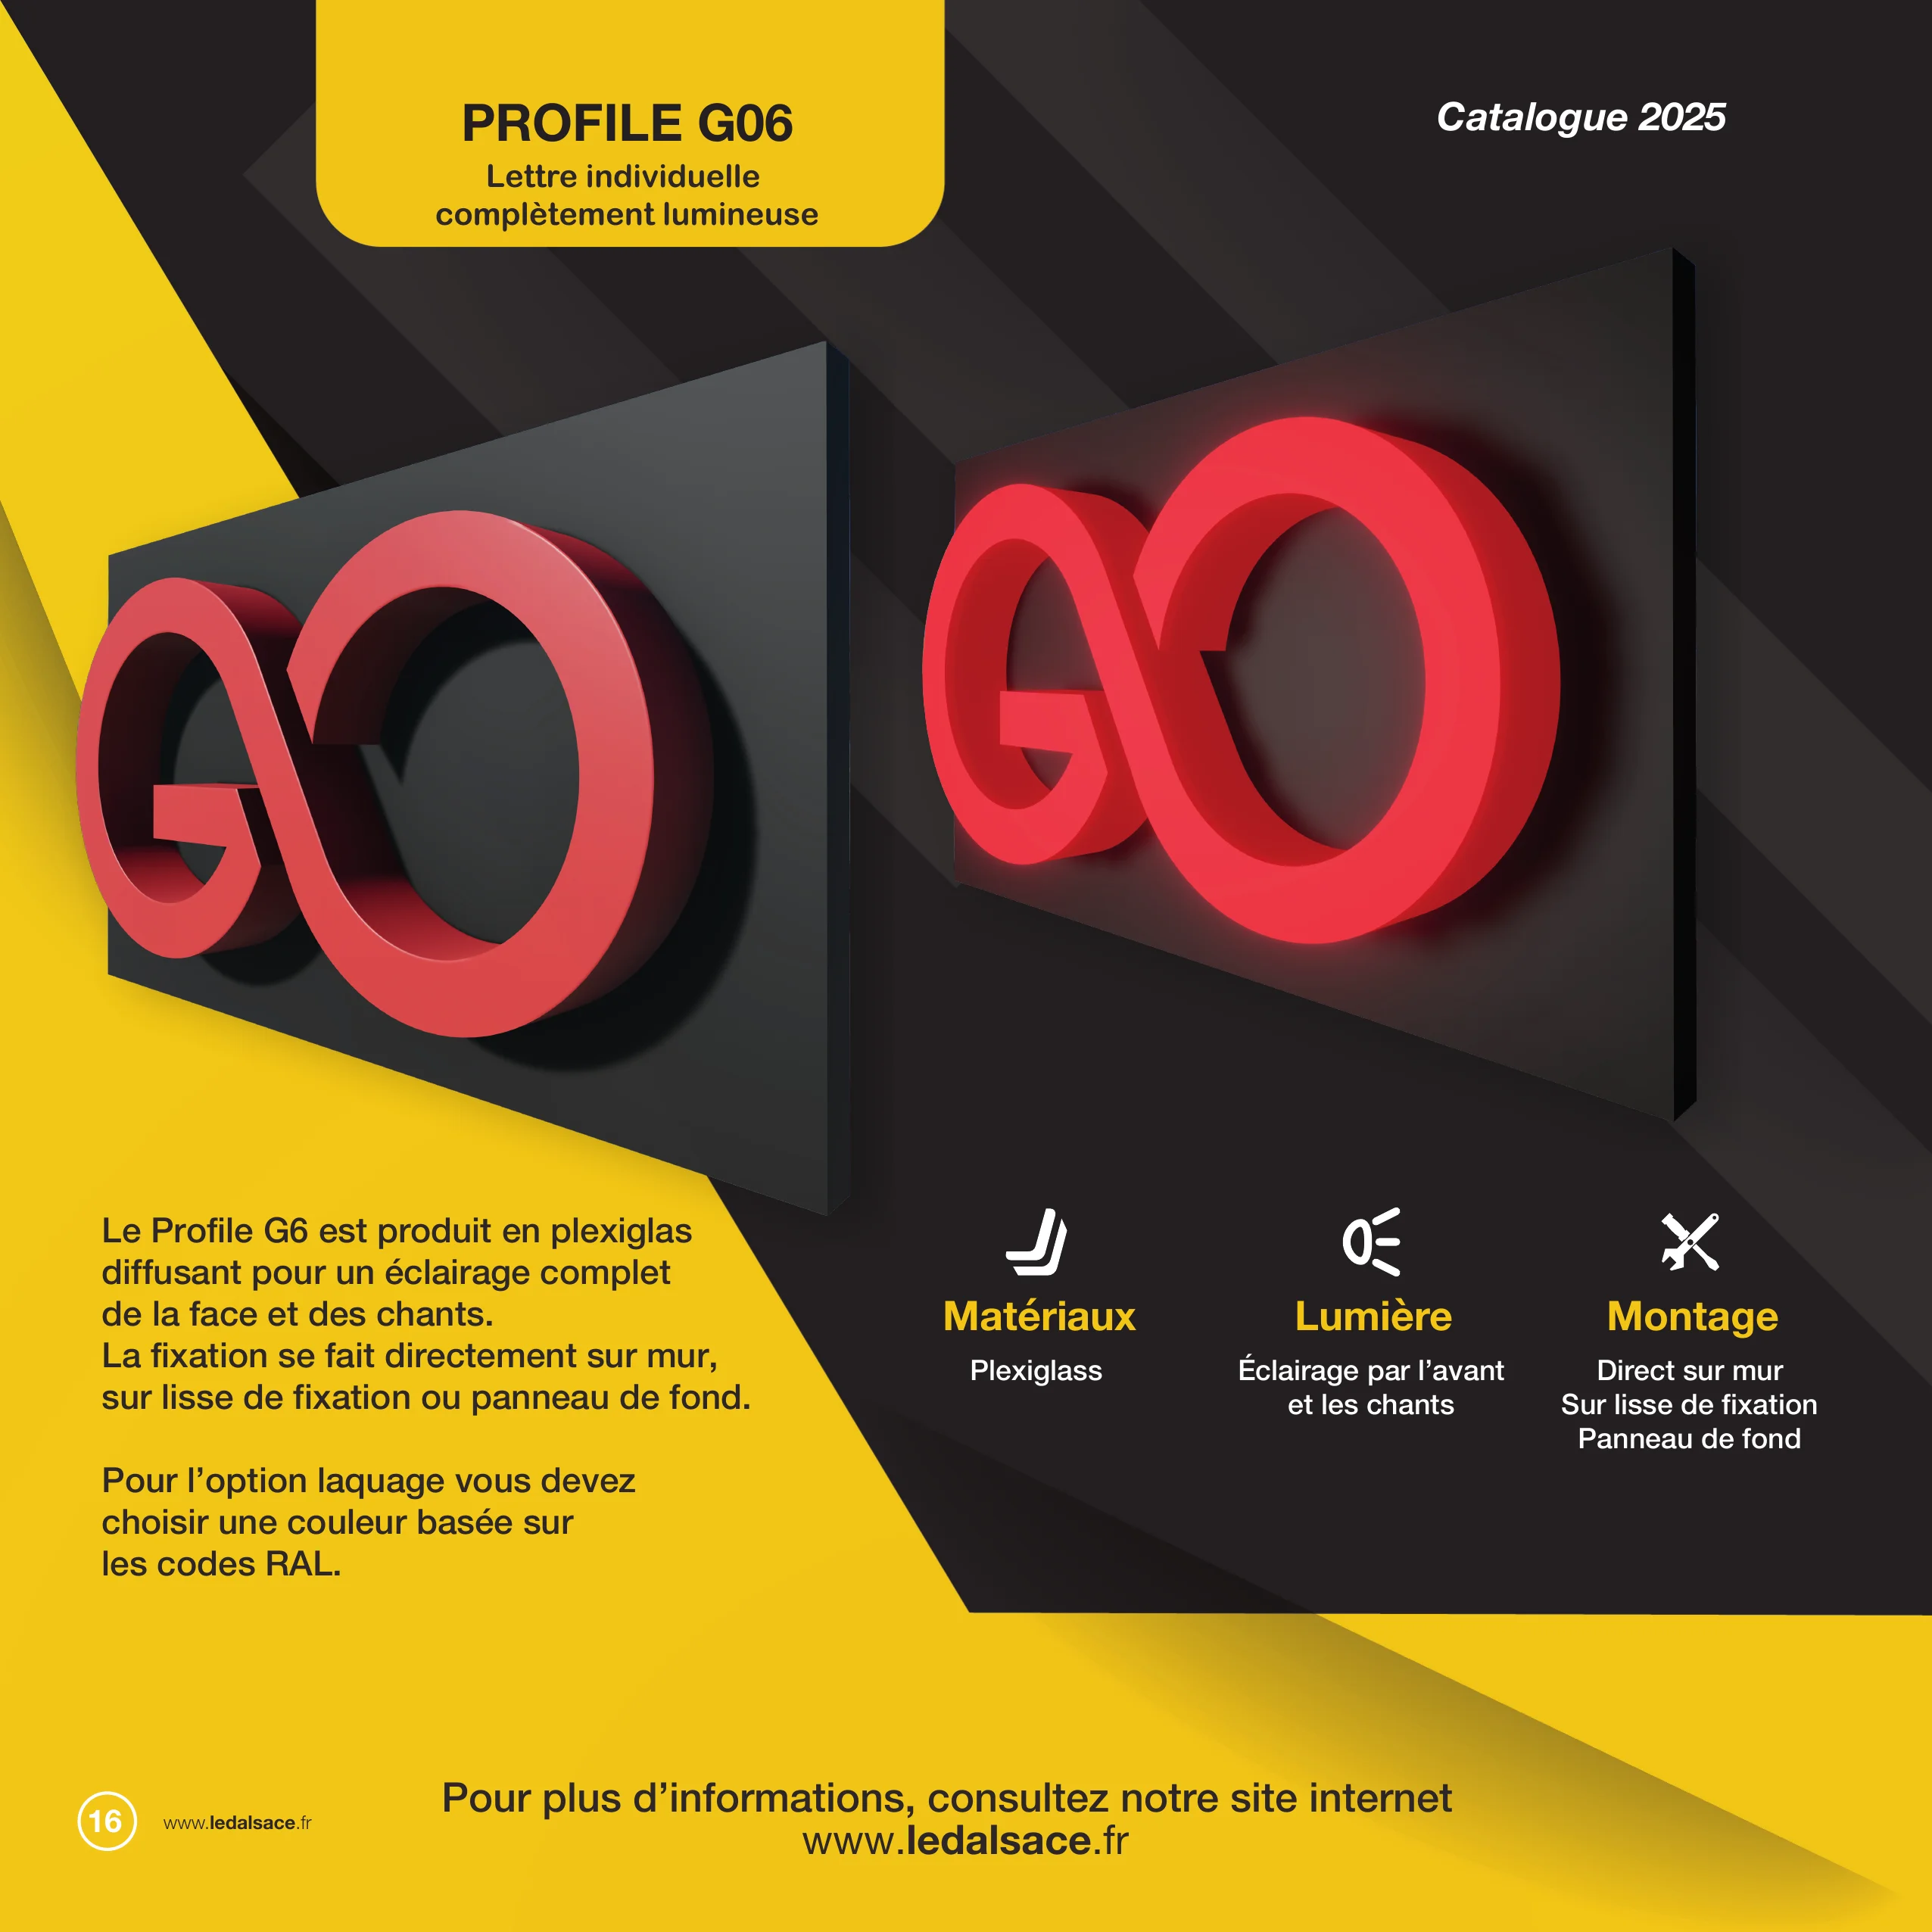 PROFILE G06
Lettre individuelle
complètement lumineuse
Catalogue 2025
GO
GO
Le Profile G6 est produit en plexiglas
diffusant pour un éclairage complet
de la face et des chants.
La fixation se fait directement sur mur,
sur lisse de fixation ou panneau de fond.
Pour l’option laquage vous devez
choisir une couleur basée sur
les codes RAL.
Matériaux
Plexiglass
Lumière
Éclairage par l’avant
et les chants
Montage
Direct sur mur
Sur lisse de fixation
Panneau de fond
16
www.ledalsace.fr
Pour plus d’informations, consultez notre site internet
www.ledalsace.fr